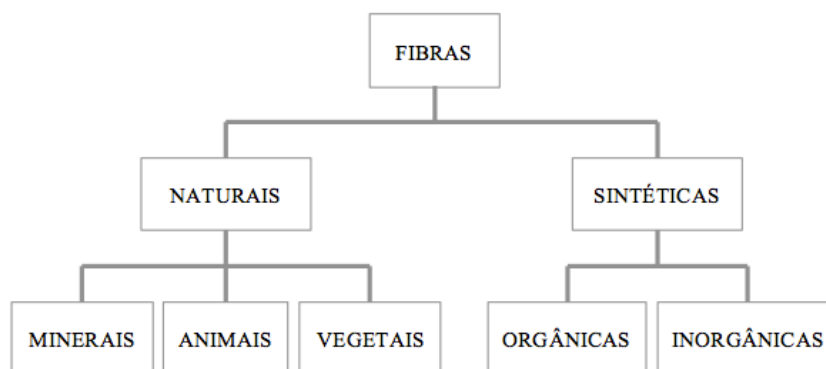 FIBRAS
NATURAIS
SINTÉTICAS
MINERAIS
ANIMAIS
VEGETAIS
ORGÂNICAS
INORGÂNICAS